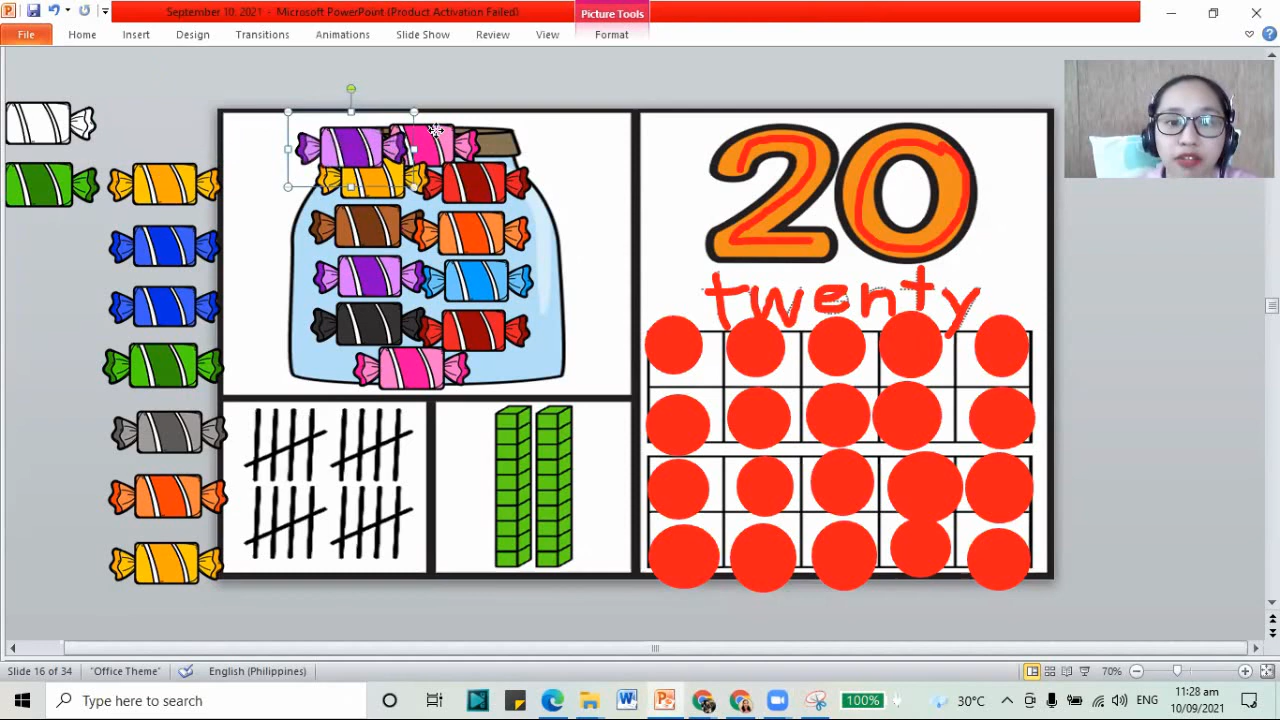 September 10, 2021 - Microsoft PowerPoint (Product Activation Failed)
Picture Tools
File Home Insert Design Transitions Animations Slide Show Review View Format
20
twenty
Slide 16 of 34 "Office Theme" English (Philippines) 70%
Type here to search 100% 30°C ENG 11:28 am
10/09/2021